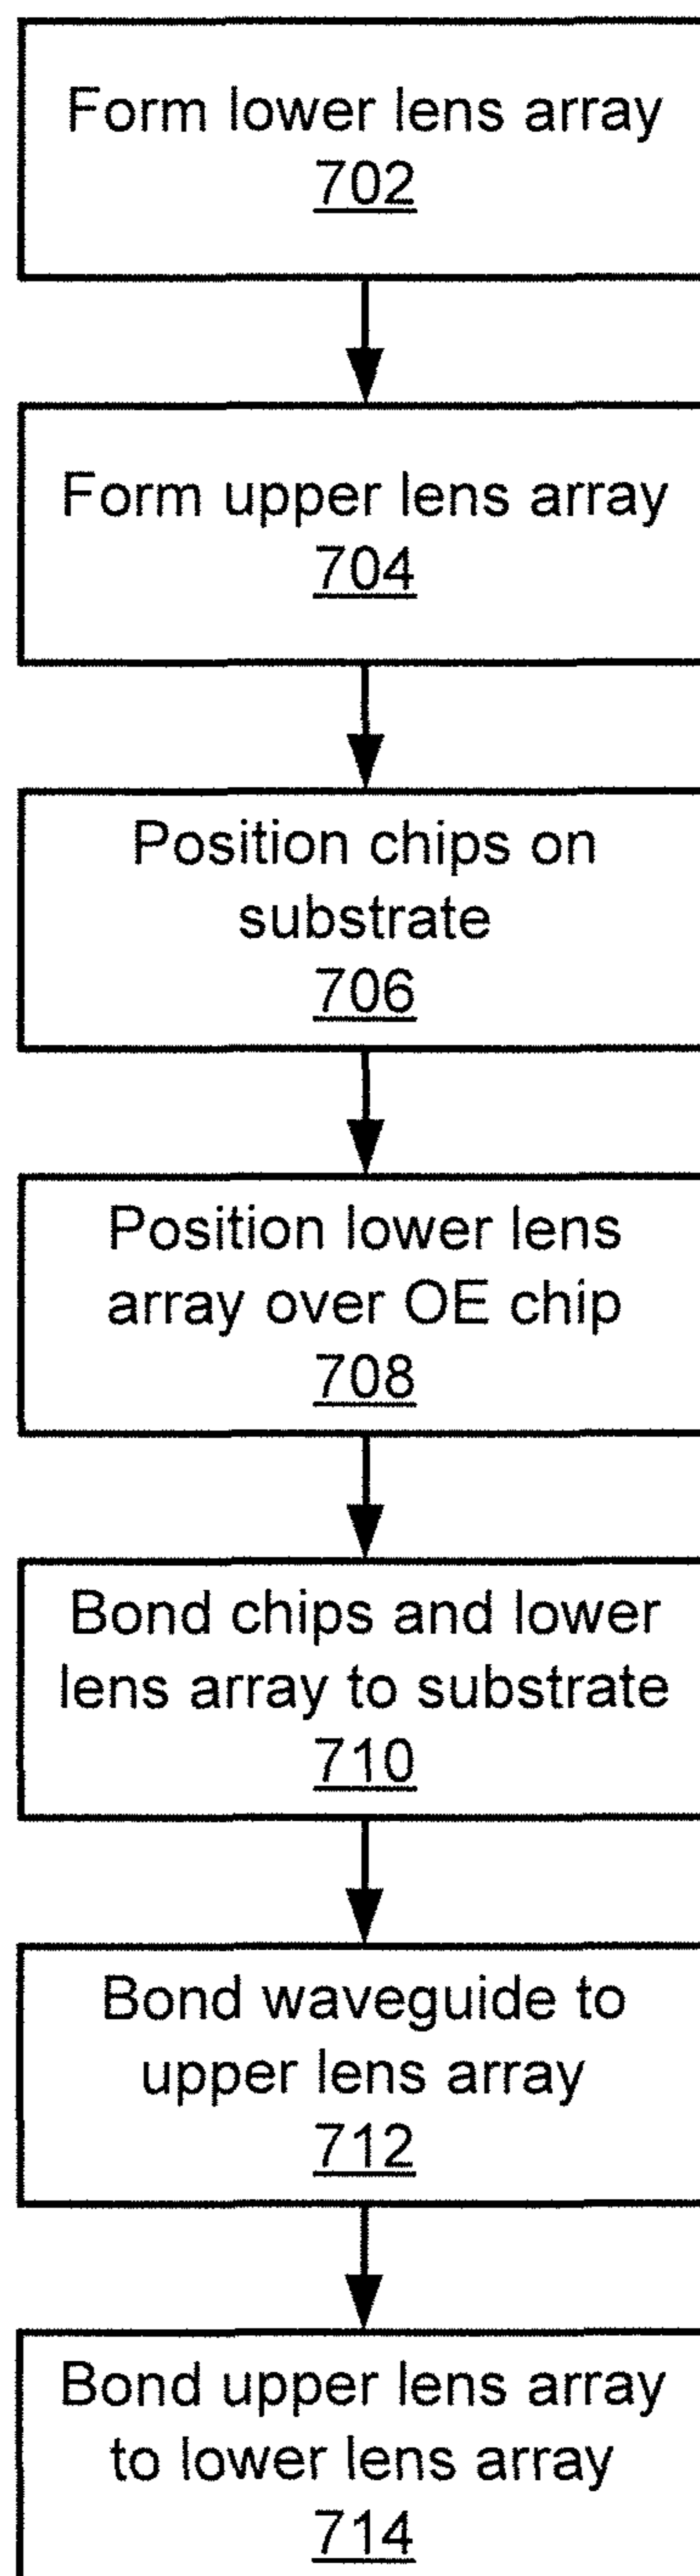 Form lower lens array
702
Form upper lens array
704
Position chips on
substrate
706
Position lower lens
array over OE chip
708
Bond chips and lower
lens array to substrate
710
Bond waveguide to
upper lens array
712
Bond upper lens array
to lower lens array
714